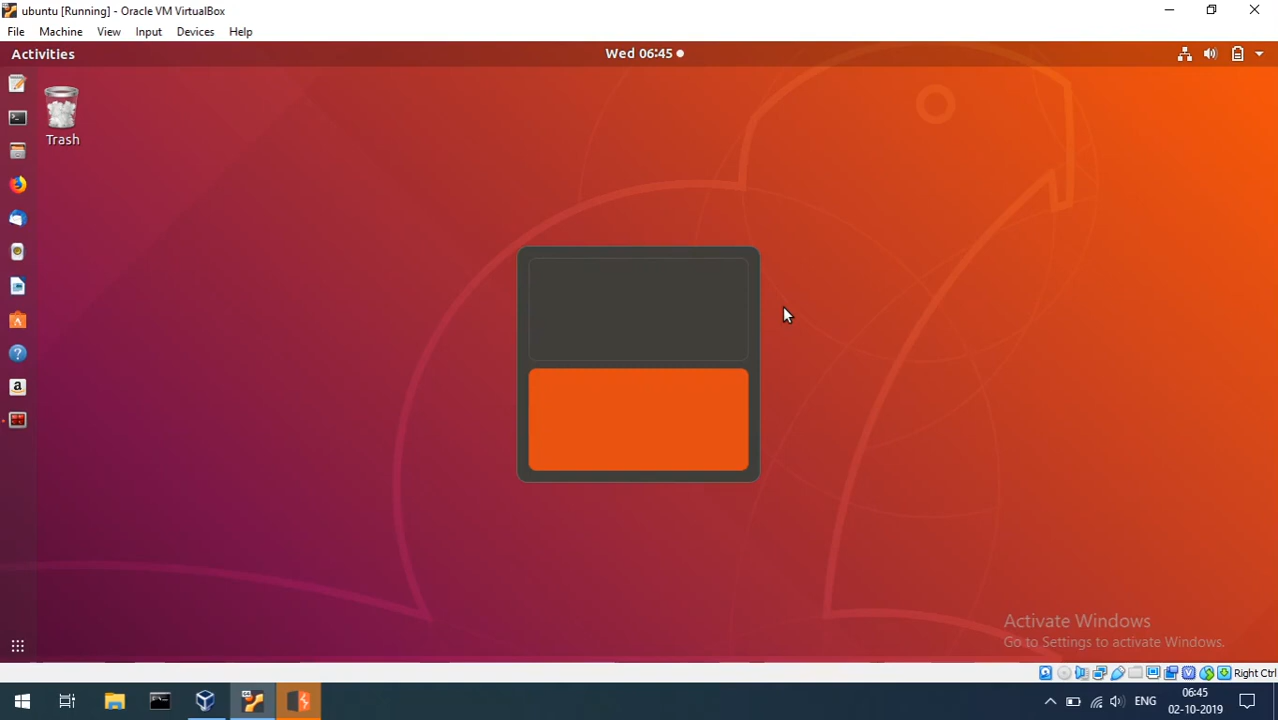 ubuntu [Running] - Oracle VM VirtualBox
File Machine View Input Devices Help
Activities
Wed 06:45
Trash
a
Activate Windows
Go to Settings to activate Windows.
Right Ctrl
ENG
06:45
02-10-2019